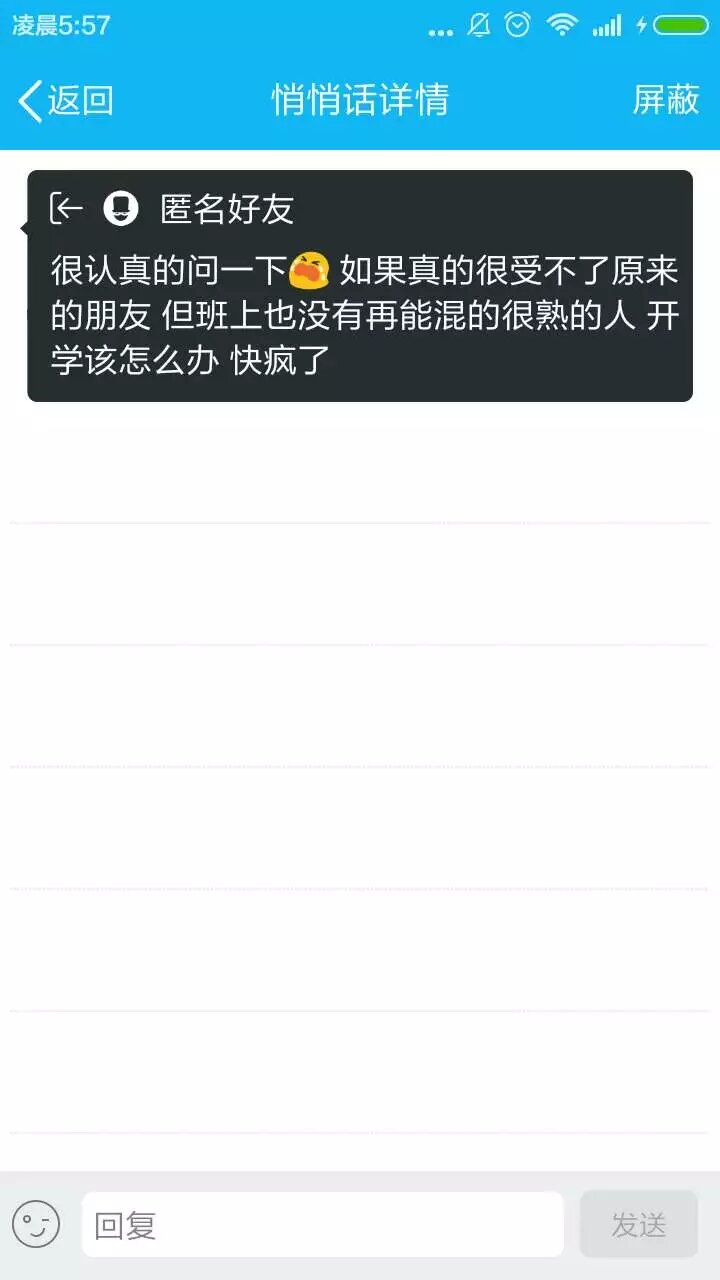 凌晨5:57
返回
悄悄话详情
屏蔽
匿名好友
很认真的问一下😭 如果真的很受不了原来
的朋友 但班上也没有再能混的很熟的人 开
学该怎么办 快疯了
回复
发送